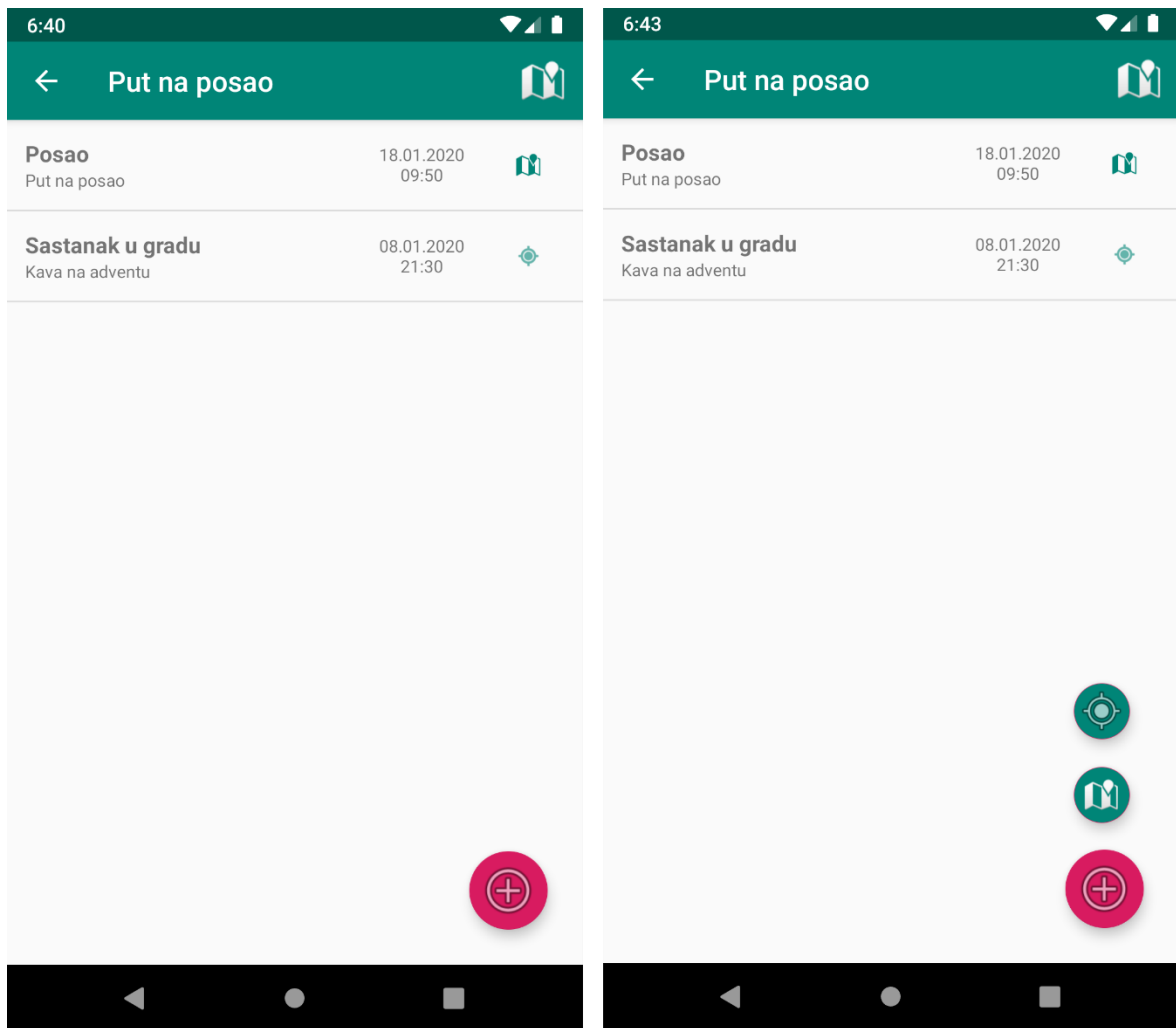 6:40
Put na posao
Posao
18.01.2020
Put na posao
09:50
Sastanak u gradu
08.01.2020
Kava na adventu
21:30
6:43
Put na posao
Posao
18.01.2020
Put na posao
09:50
Sastanak u gradu
08.01.2020
Kava na adventu
21:30